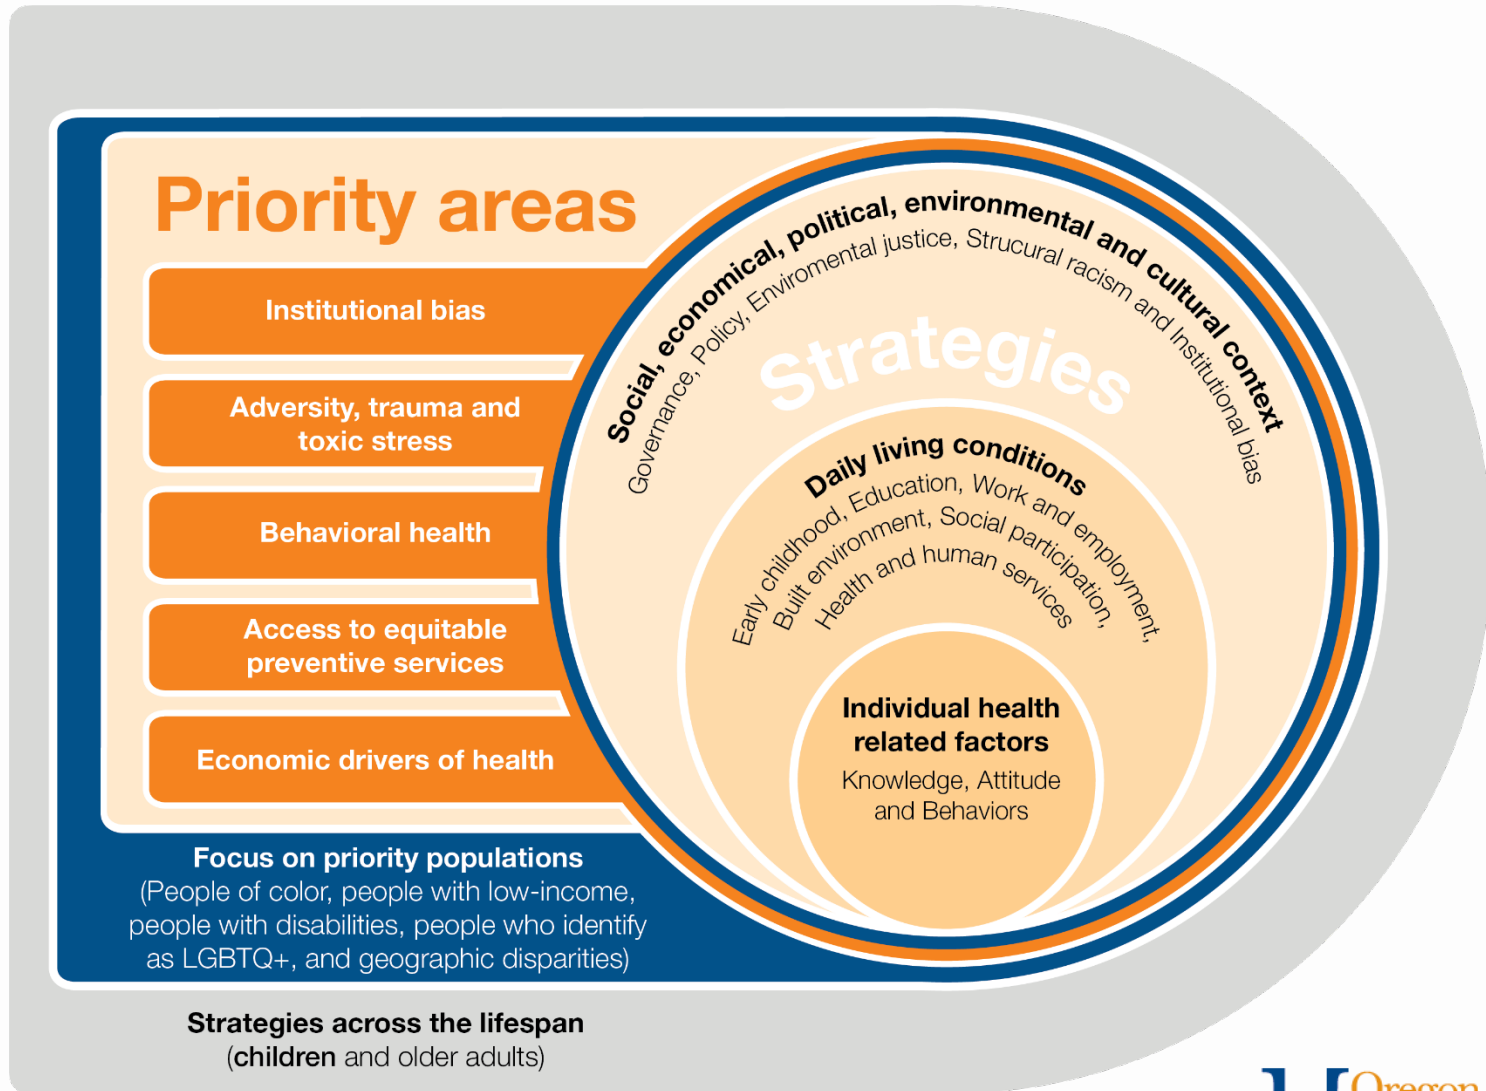 Priority areas
Institutional bias
Adversity, trauma and
toxic stress
Behavioral health
Access to equitable
preventive services
Economic drivers of health
Focus on priority populations
(People of color, people with low-income,
people with disabilities, people who identify
as LGBTQ+, and geographic disparities)
Strategies across the lifespan
(children and older adults)
Social, economical, political, environmental and cultural context
Governance, Policy, Enviromental justice, Strucural racism and Institutional bias
Strategies
Daily living conditions
Early childhood, Education, Work and employment,
Built environment, Social participation,
Health and human services
Individual health
related factors
Knowledge, Attitude
and Behaviors
Oregon